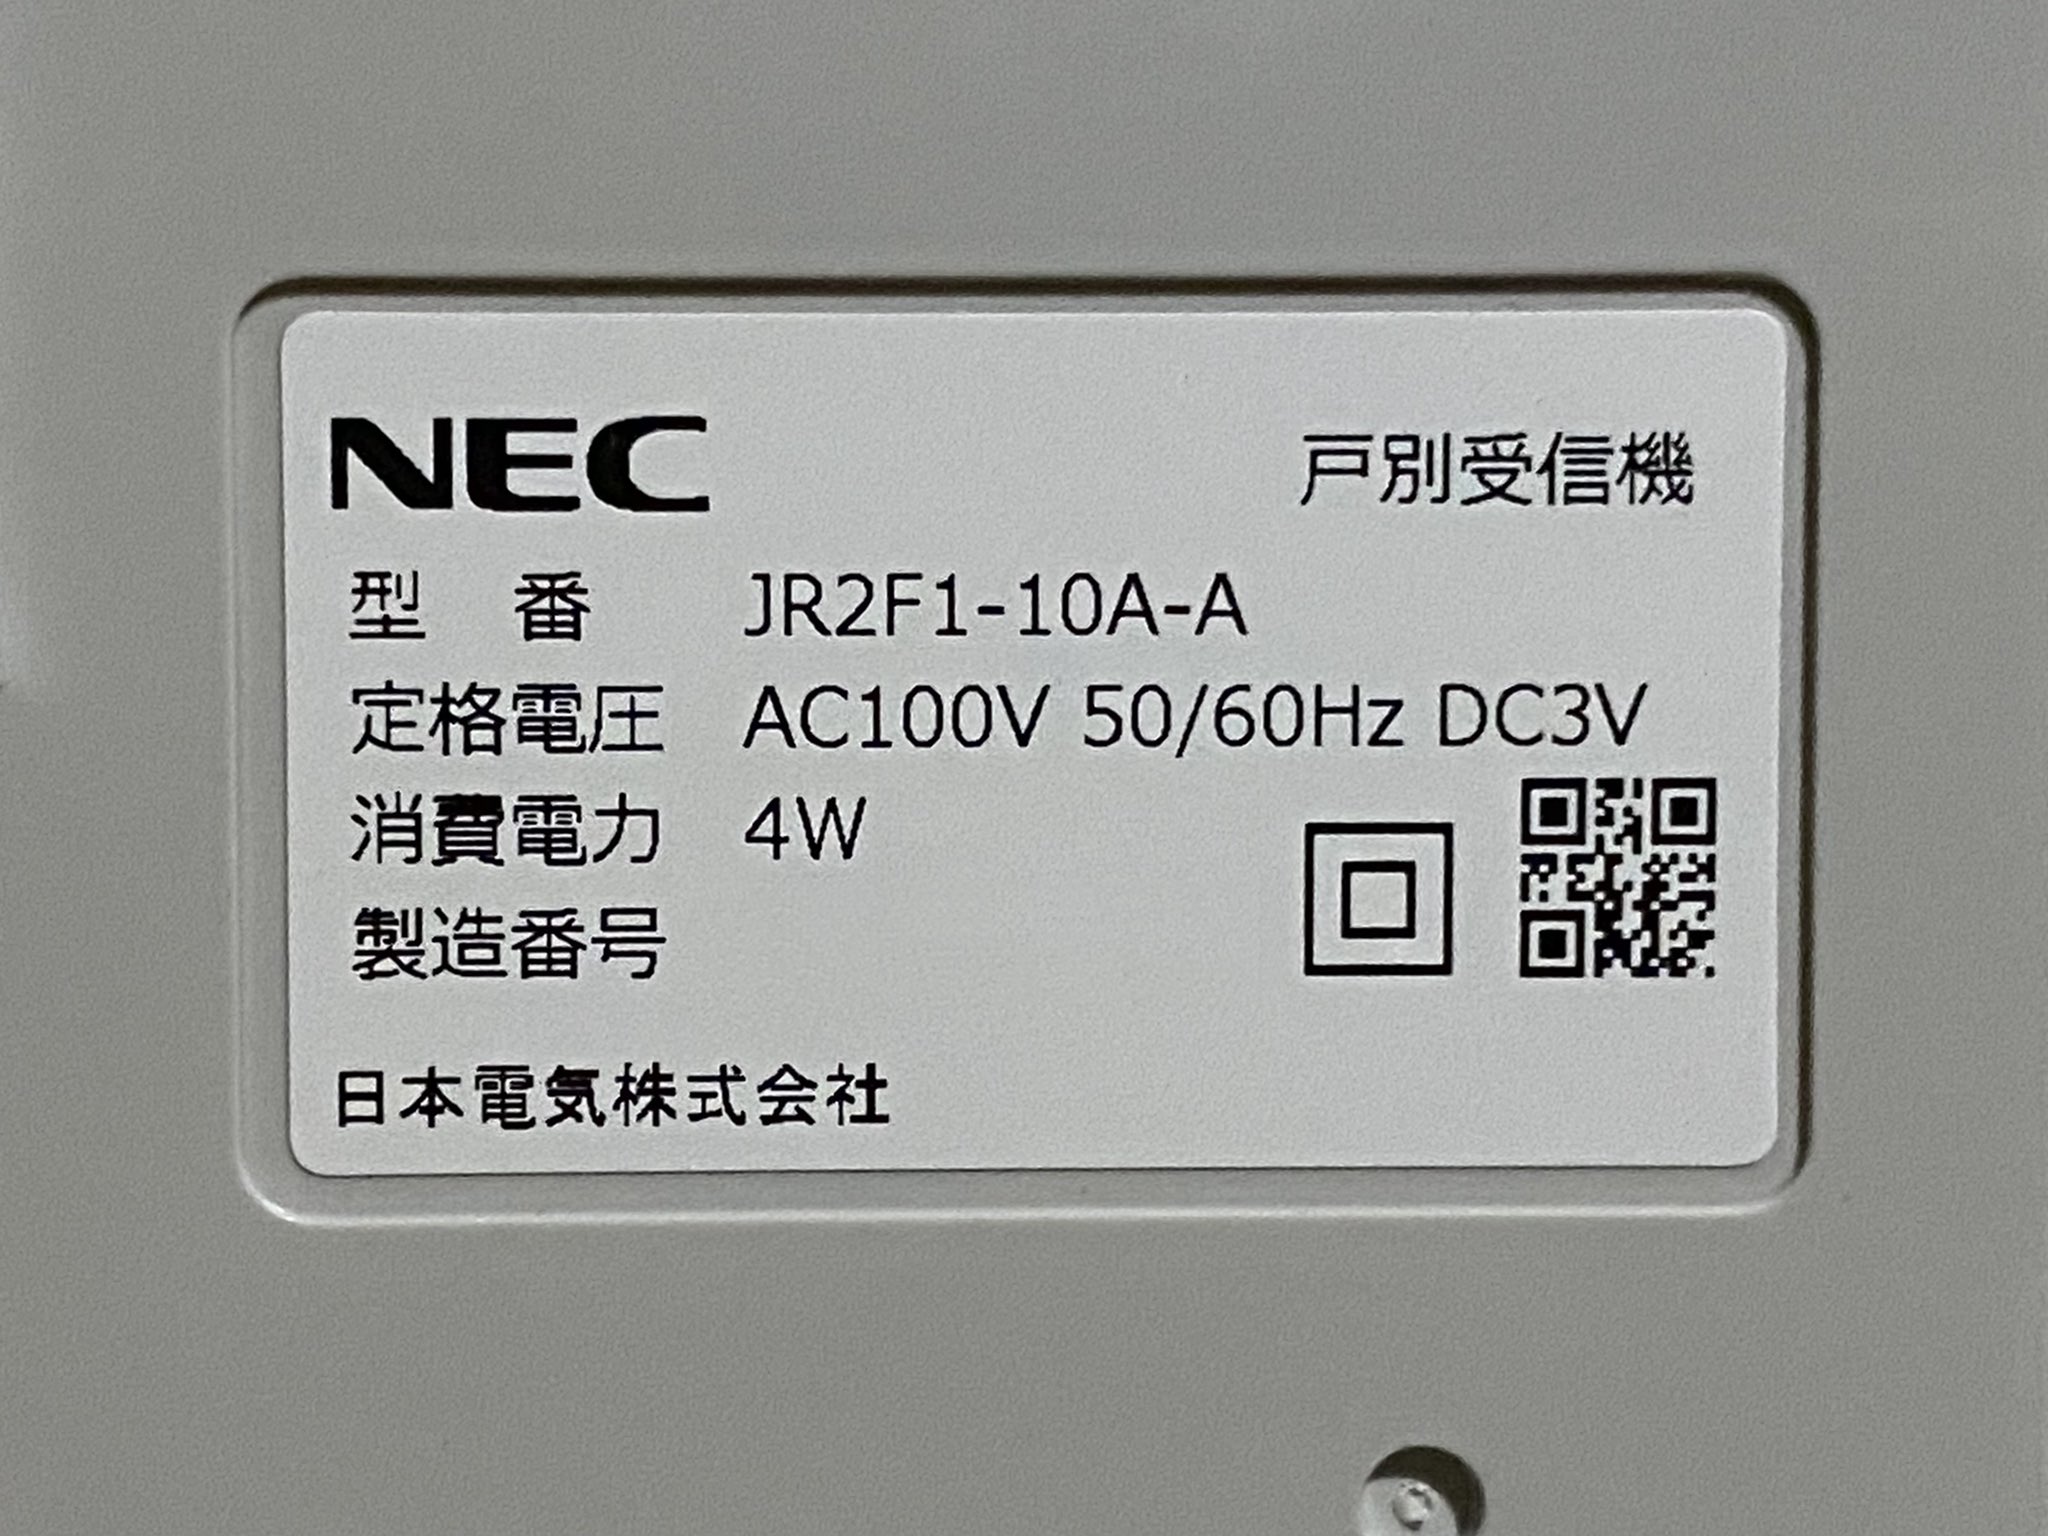 NEC 戸別受信機
型 番 JR2F1-10A-A
定格電圧 AC100V 50/60Hz DC3V
消費電力 4W
製造番号
日本電気株式会社